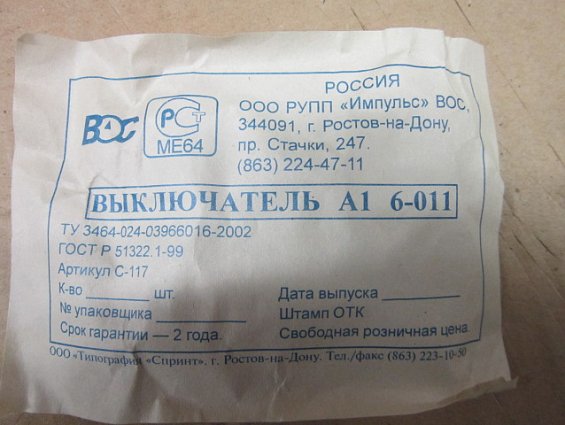 РОССИЯ
ООО РУПП «Импульс» ВОС,
344091, г. Ростов-на-Дону,
пр. Стачки, 247.
(863) 224-47-11
ВОС
РСТ
МЕ64
ВЫКЛЮЧАТЕЛЬ А1 6-011
ТУ 3464-024-03966016-2002
ГОСТ Р 51322.1-99
Артикул С-117
К-во ________ шт.
Дата выпуска ________
№ упаковщика ________
Штамп ОТК
Срок гарантии — 2 года.
Свободная розничная цена
ООО «Типография «Спринт». г. Ростов-на-Дону. Тел./факс (863) 223-10-50